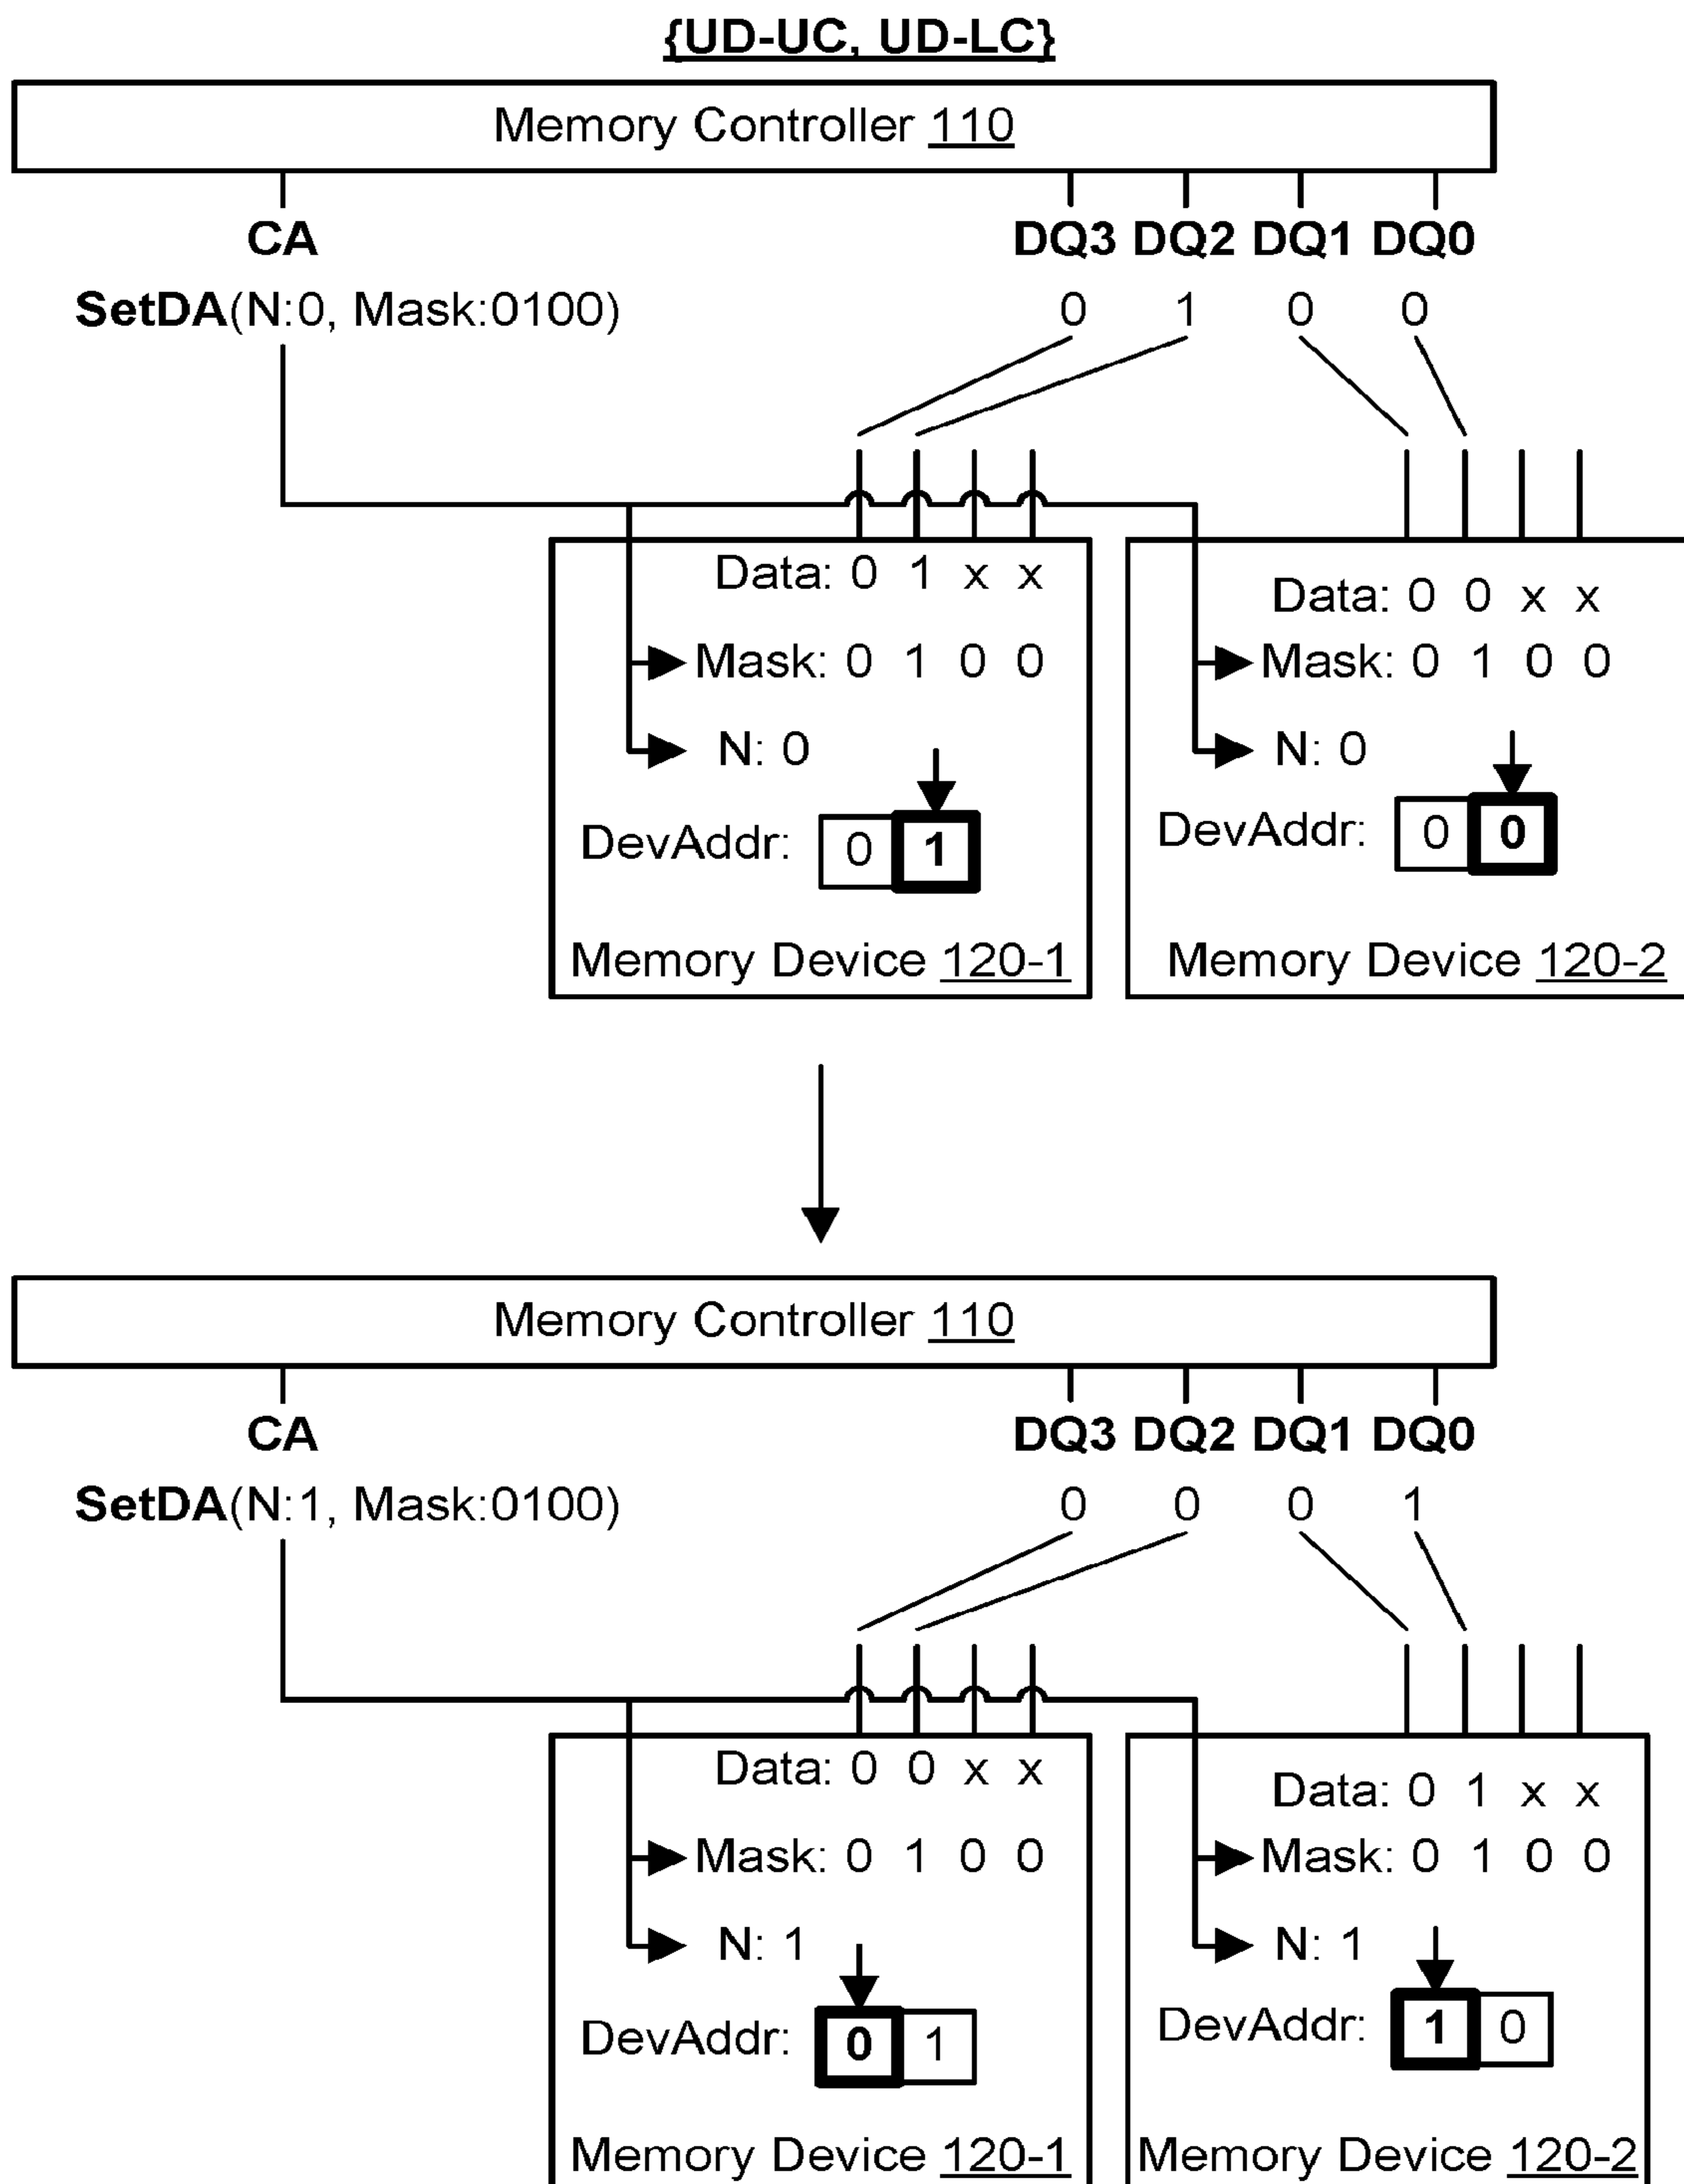 {UD-UC, UD-LC}
Memory Controller 110
CA
DQ3 DQ2 DQ1 DQ0
SetDA(N:0, Mask:0100)
0 1 0 0
Data: 0 1 x x
Mask: 0 1 0 0
N: 0
DevAddr: 0 1
Memory Device 120-1
Data: 0 0 x x
Mask: 0 1 0 0
N: 0
DevAddr: 0 0
Memory Device 120-2
Memory Controller 110
CA
DQ3 DQ2 DQ1 DQ0
SetDA(N:1, Mask:0100)
0 0 0 1
Data: 0 0 x x
Mask: 0 1 0 0
N: 1
DevAddr: 0 1
Memory Device 120-1
Data: 0 1 x x
Mask: 0 1 0 0
N: 1
DevAddr: 1 0
Memory Device 120-2